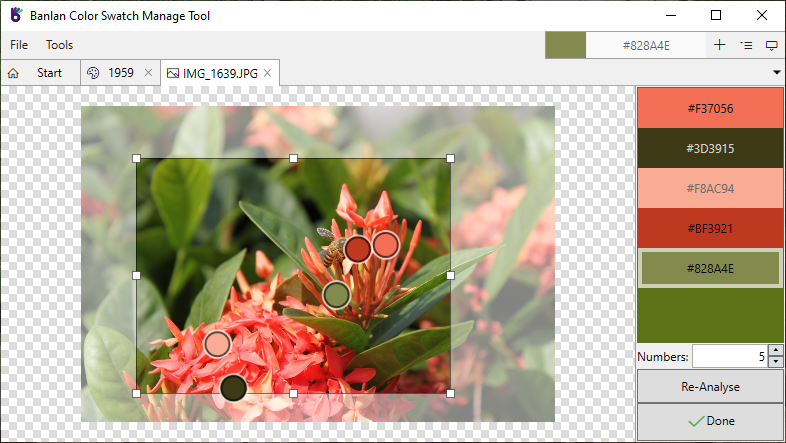 Banlan Color Swatch Manage Tool
File Tools #828A4E
Start 1959 IMG_1639.JPG
#F37056
#3D3915
#F8AC94
#BF3921
#828A4E
Numbers: 5
Re-Analyse
Done